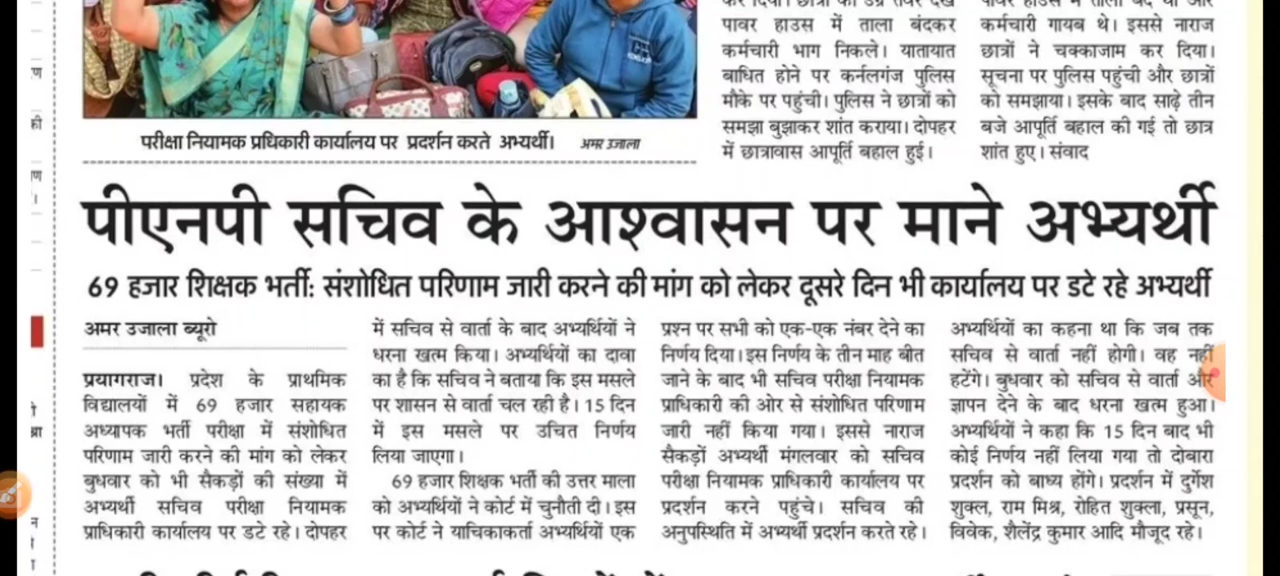 पावर हाउस में ताला बंदकर
कर्मचारी भाग निकले। यातायात
बाधित होने पर कर्नलगंज पुलिस
मौके पर पहुंची। पुलिस ने छात्रों को
समझा बुझाकर शांत कराया। दोपहर
में छात्रावास आपूर्ति बहाल हुई।
कर्मचारी गायब थे। इससे नाराज
छात्रों ने चक्काजाम कर दिया।
सूचना पर पुलिस पहुंची और छात्रों
को समझाया। इसके बाद साढ़े तीन
बजे आपूर्ति बहाल की गई तो छात्र
शांत हुए। संवाद
परीक्षा नियामक प्रधिकारी कार्यालय पर प्रदर्शन करते अभ्यर्थी। अमर उजाला
पीएनपी सचिव के आश्वासन पर माने अभ्यर्थी
69 हजार शिक्षक भर्ती: संशोधित परिणाम जारी करने की मांग को लेकर दूसरे दिन भी कार्यालय पर डटे रहे अभ्यर्थी
अमर उजाला ब्यूरो
प्रयागराज। प्रदेश के प्राथमिक
विद्यालयों में 69 हजार सहायक
अध्यापक भर्ती परीक्षा में संशोधित
परिणाम जारी करने की मांग को लेकर
बुधवार को भी सैकड़ों की संख्या में
अभ्यर्थी सचिव परीक्षा नियामक
प्राधिकारी कार्यालय पर डटे रहे। दोपहर
में सचिव से वार्ता के बाद अभ्यर्थियों ने
धरना खत्म किया। अभ्यर्थियों का दावा
का है कि सचिव ने बताया कि इस मसले
पर शासन से वार्ता चल रही है। 15 दिन
में इस मसले पर उचित निर्णय
लिया जाएगा।
69 हजार शिक्षक भर्ती की उत्तर माला
को अभ्यर्थियों ने कोर्ट में चुनौती दी। इस
पर कोर्ट ने याचिकाकर्ता अभ्यर्थियों एक
प्रश्न पर सभी को एक-एक नंबर देने का
निर्णय दिया। इस निर्णय के तीन माह बीत
जाने के बाद भी सचिव परीक्षा नियामक
प्राधिकारी की ओर से संशोधित परिणाम
जारी नहीं किया गया। इससे नाराज
सैकड़ों अभ्यर्थी मंगलवार को सचिव
परीक्षा नियामक प्राधिकारी कार्यालय पर
प्रदर्शन करने पहुंचे। सचिव की
अनुपस्थिति में अभ्यर्थी प्रदर्शन करते रहे।
अभ्यर्थियों का कहना था कि जब तक
सचिव से वार्ता नहीं होगी। वह नहीं
हटेंगे। बुधवार को सचिव से वार्ता और
ज्ञापन देने के बाद धरना खत्म हुआ।
अभ्यर्थियों ने कहा कि 15 दिन बाद भी
कोई निर्णय नहीं लिया गया तो दोबारा
प्रदर्शन को बाध्य होंगे। प्रदर्शन में दुर्गेश
शुक्ल, राम मिश्र, रोहित शुक्ला, प्रसून,
विवेक, शैलेंद्र कुमार आदि मौजूद रहे।